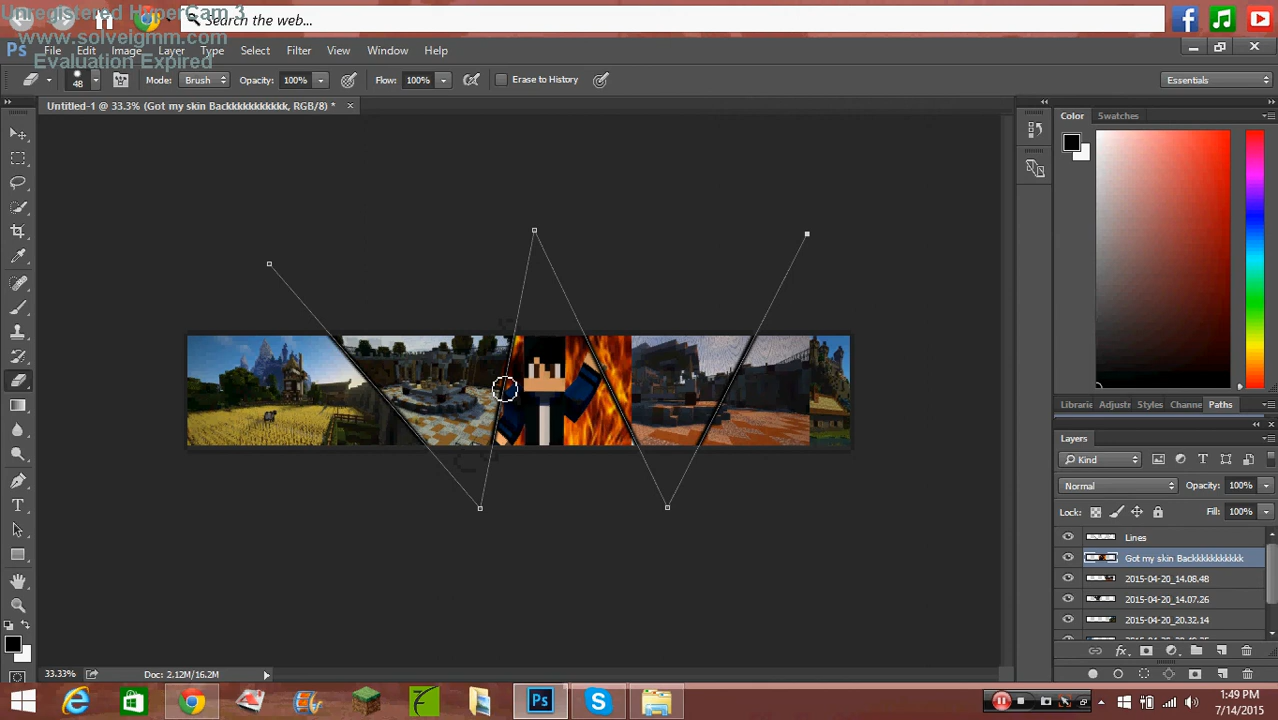 Unregistered HyperCam 3
www.solveigmm.com
Evaluation Expired
Search the web...
Ps File Edit Image Layer Type Select Filter View Window Help
48 Mode: Brush Opacity: 100% Flow: 100% Erase to History Essentials
Untitled-1 @ 33.3% (Got my skin Backkkkkkkkkkk, RGB/8) *
Color Swatches
Librarie Adjustr Styles Channe Paths
Layers
Kind
Normal Opacity: 100%
Lock: Fill: 100%
Lines
Got my skin Backkkkkkkkkkk
2015-04-20_14.08.48
2015-04-20_14.07.26
2015-04-20_20.32.14
33.33% Doc: 2.12M/16.2M
1:49 PM
7/14/2015